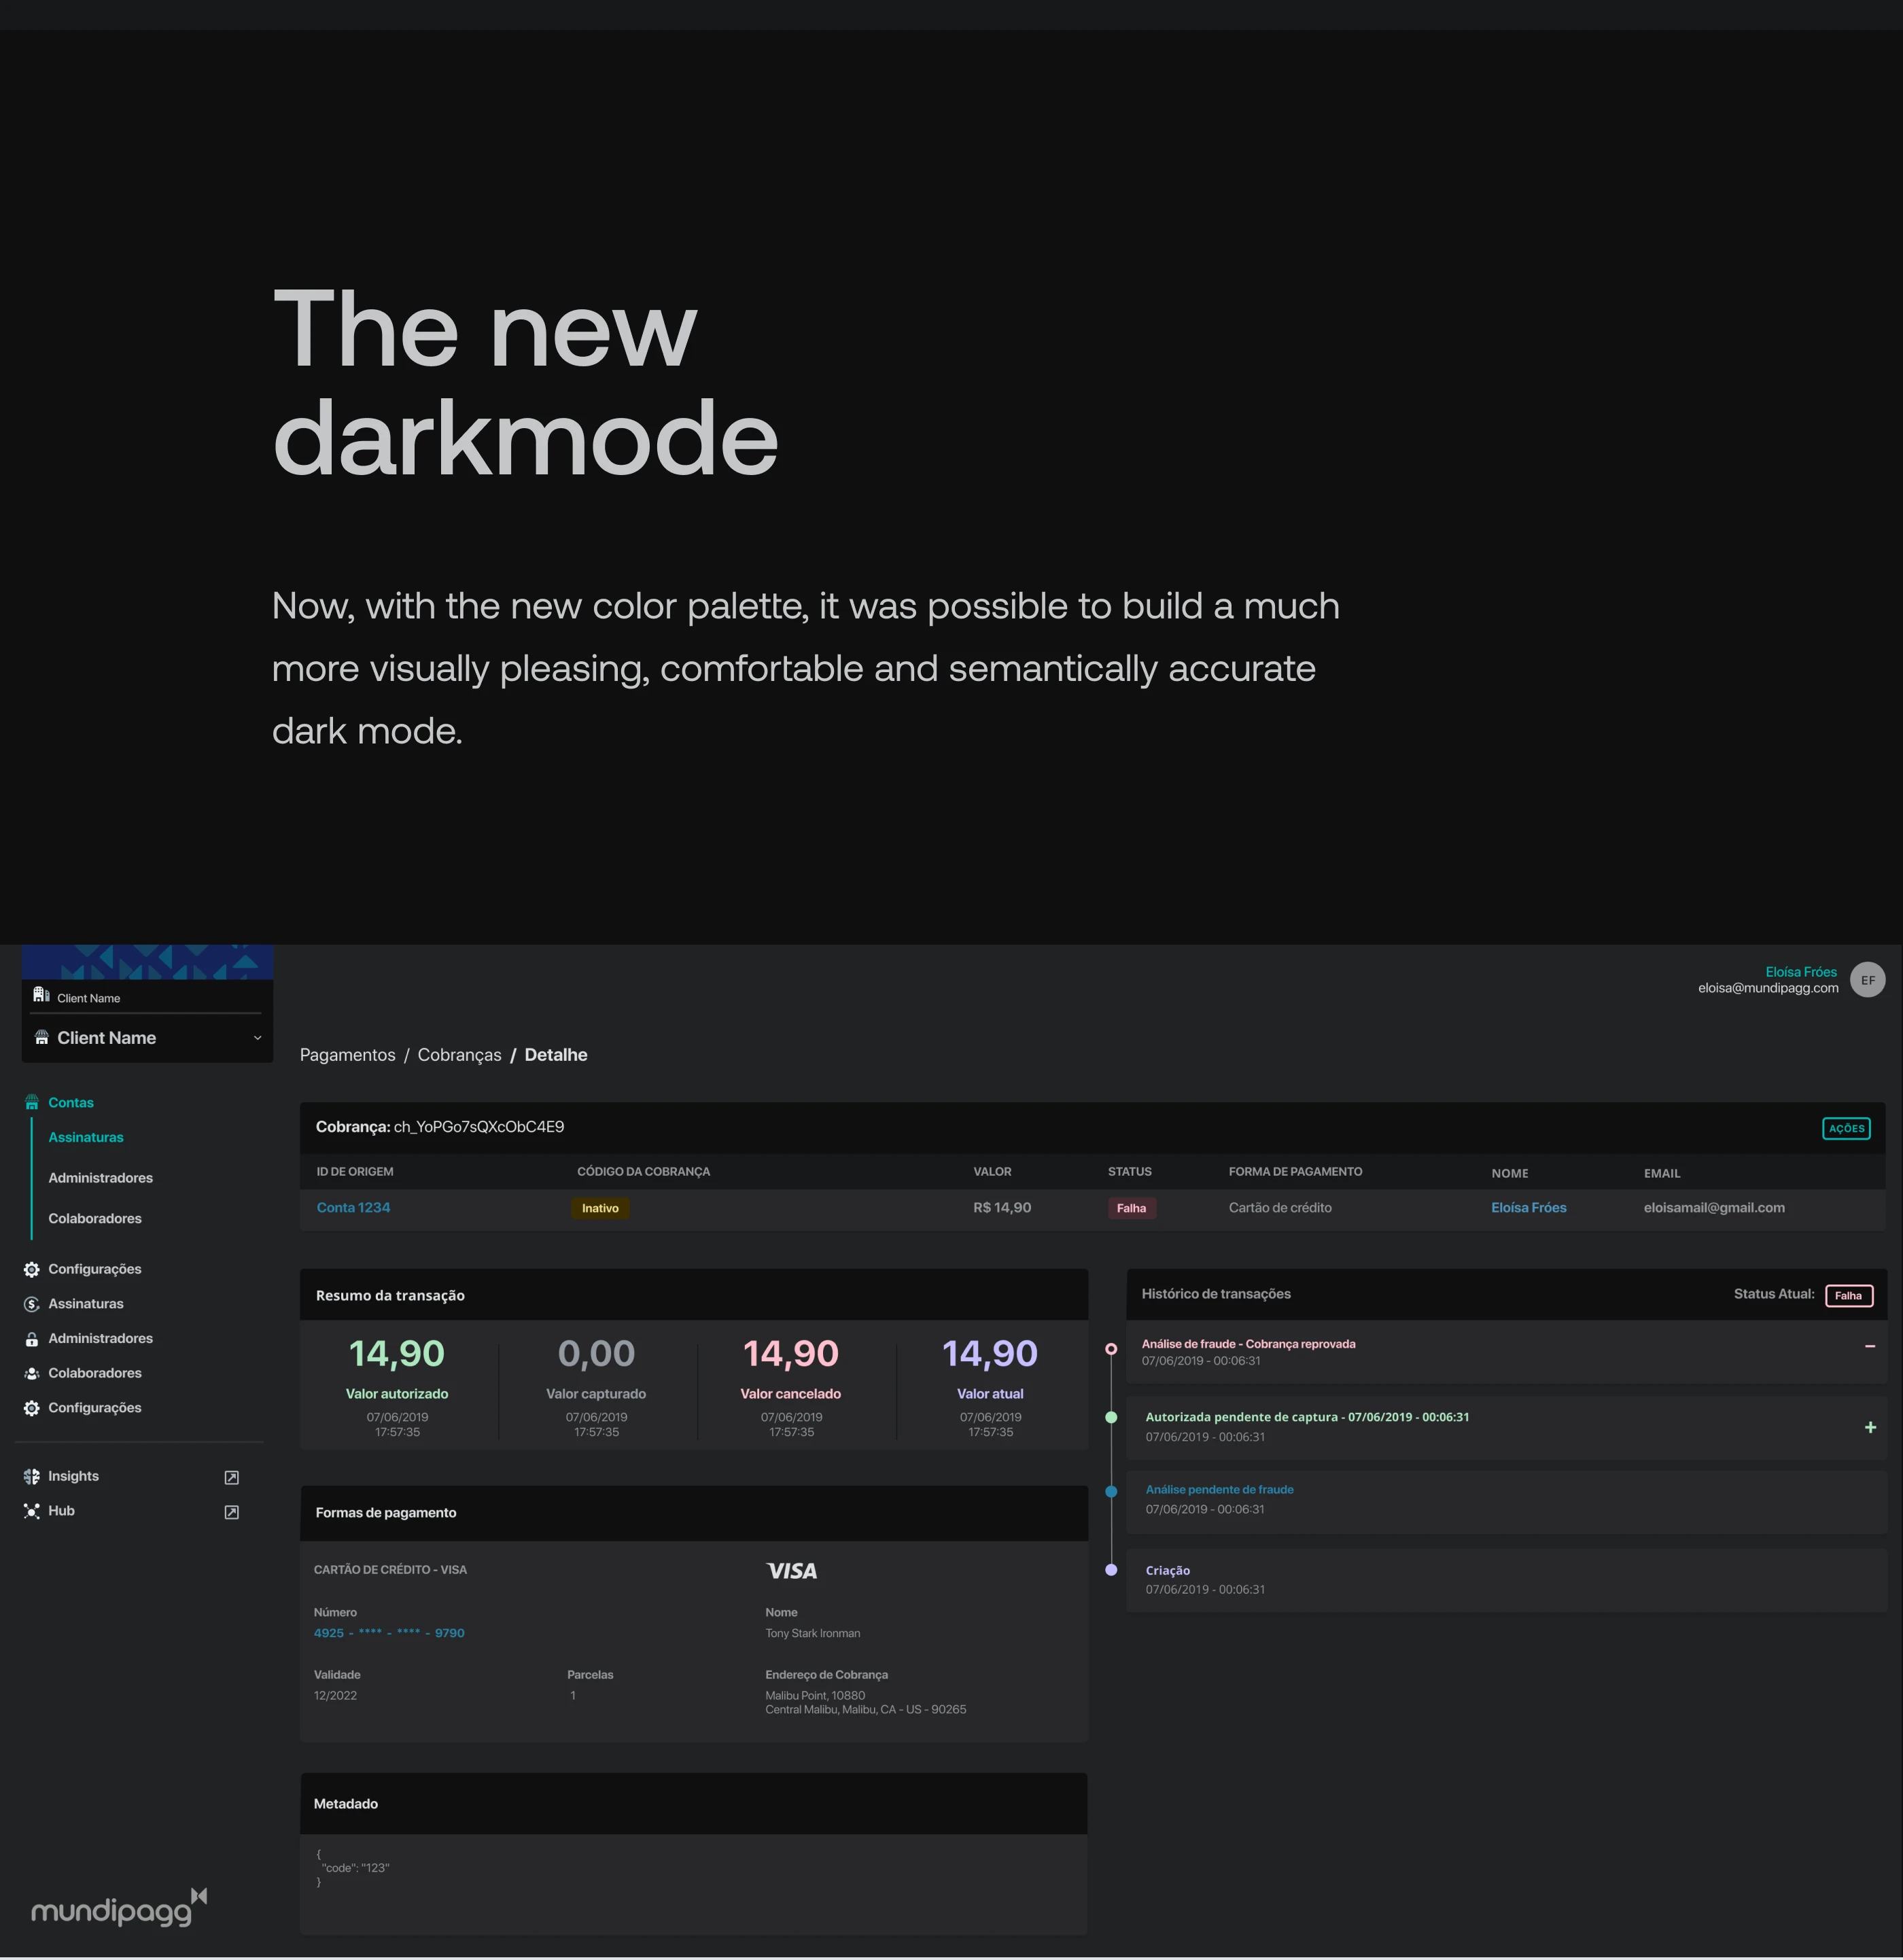 The new
darkmode
Now, with the new color palette, it was possible to build a much
more visually pleasing, comfortable and semantically accurate
dark mode.
Client Name
Client Name
Contas
Assinaturas
Administradores
Colaboradores
Configurações
Assinaturas
Administradores
Colaboradores
Configurações
Insights
Hub
mundipagg
Eloísa Fróes
eloisa@mundipagg.com
EF
Pagamentos / Cobranças / Detalhe
Cobrança: ch_YoPGo7sQXcObC4E9
AÇÕES
ID DE ORIGEM CÓDIGO DA COBRANÇA VALOR STATUS FORMA DE PAGAMENTO NOME EMAIL
Conta 1234 Inativo R$ 14,90 Falha Cartão de crédito Eloísa Fróes eloisamail@gmail.com
Resumo da transação
14,90 0,00 14,90 14,90
Valor autorizado Valor capturado Valor cancelado Valor atual
07/06/2019 07/06/2019 07/06/2019 07/06/2019
17:57:35 17:57:35 17:57:35 17:57:35
Formas de pagamento
CARTÃO DE CRÉDITO - VISA VISA
Número Nome
4925 - **** - **** - 9790 Tony Stark Ironman
Validade Parcelas Endereço de Cobrança
12/2022 1 Malibu Point, 10880
Central Malibu, Malibu, CA - US - 90265
Metadado
{
"code": "123"
}
Histórico de transações Status Atual: Falha
Análise de fraude - Cobrança reprovada
07/06/2019 - 00:06:31
Autorizada pendente de captura - 07/06/2019 - 00:06:31
07/06/2019 - 00:06:31
Análise pendente de fraude
07/06/2019 - 00:06:31
Criação
07/06/2019 - 00:06:31